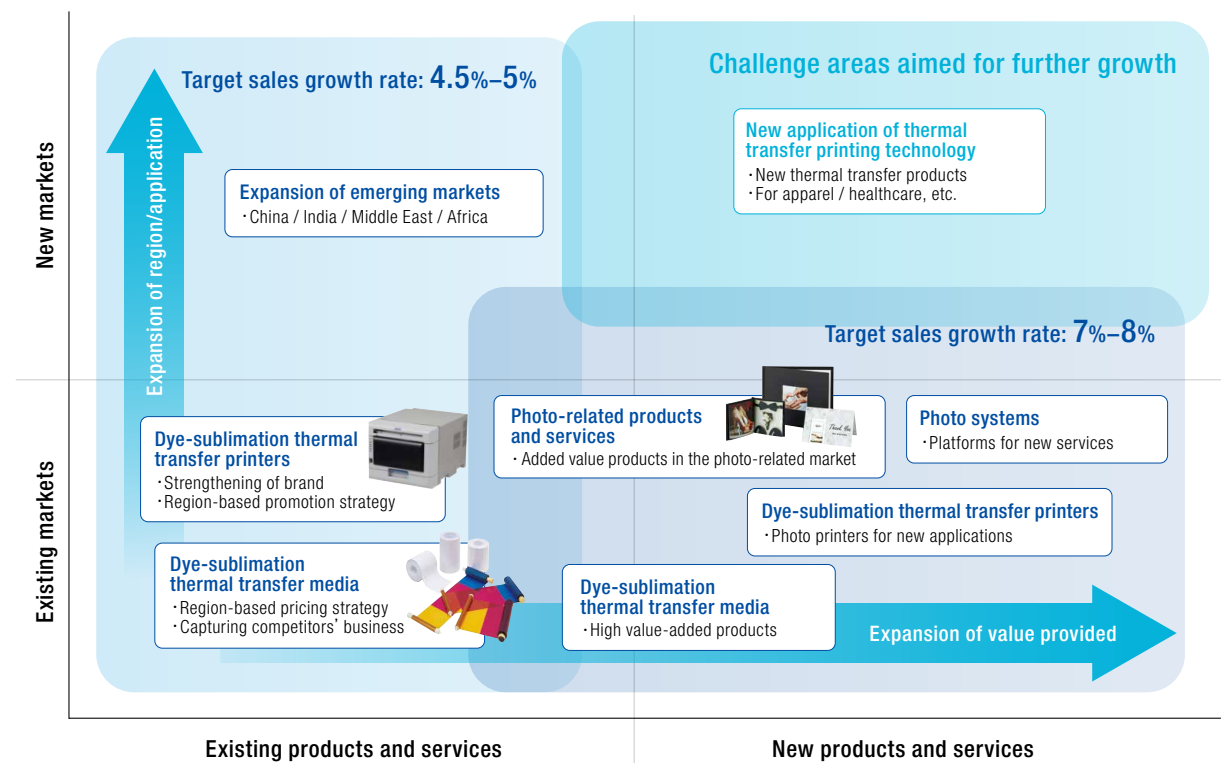 New markets
Existing markets
Expansion of region/application
Target sales growth rate: 4.5%–5%
Expansion of emerging markets
・China / India / Middle East / Africa
Challenge areas aimed for further growth
New application of thermal
transfer printing technology
・New thermal transfer products
・For apparel / healthcare, etc.
Target sales growth rate: 7%–8%
Dye-sublimation thermal
transfer printers
・Strengthening of brand
・Region-based promotion strategy
Dye-sublimation
thermal transfer media
・Region-based pricing strategy
・Capturing competitors’ business
Photo-related products
and services
・Added value products in the photo-related market
Thank You
Photo systems
・Platforms for new services
Dye-sublimation thermal transfer printers
・Photo printers for new applications
Dye-sublimation
thermal transfer media
・High value-added products
Expansion of value provided
Existing products and services
New products and services